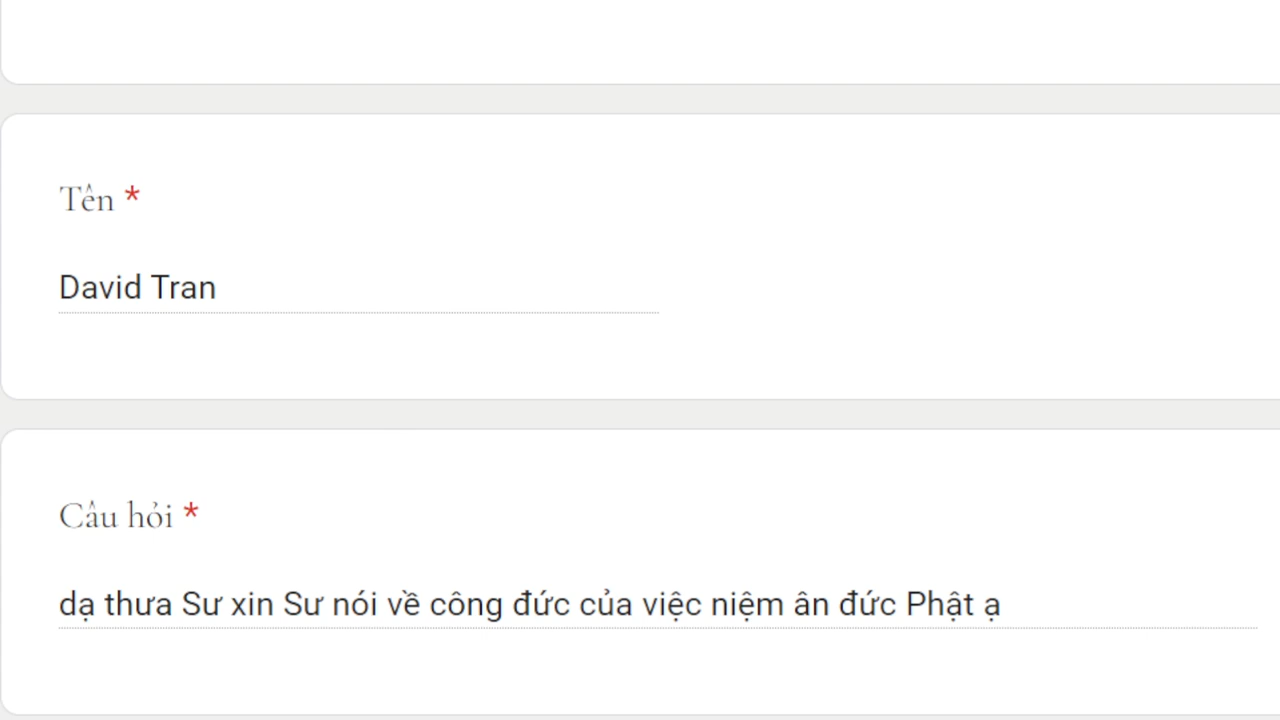 Tên *
David Tran
Câu hỏi *
dạ thưa Sư xin Sư nói về công đức của việc niệm ân đức Phật ạ